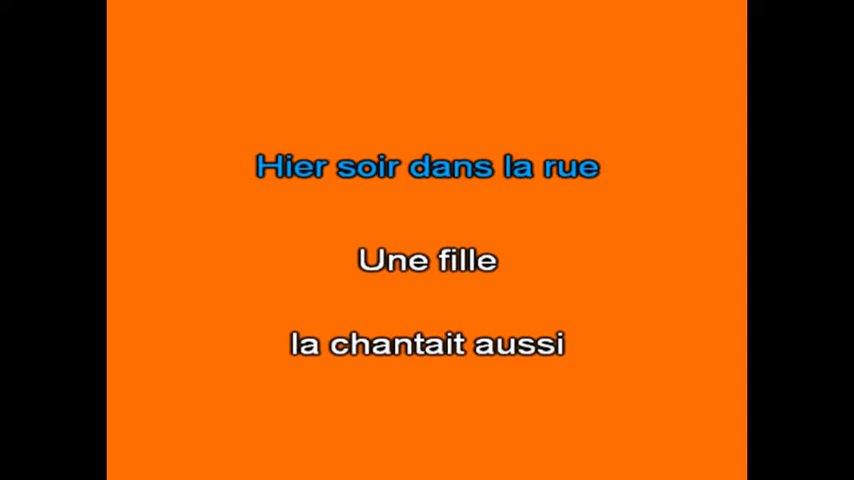 Hier soir dans la rue
Une fille
la chantait aussi